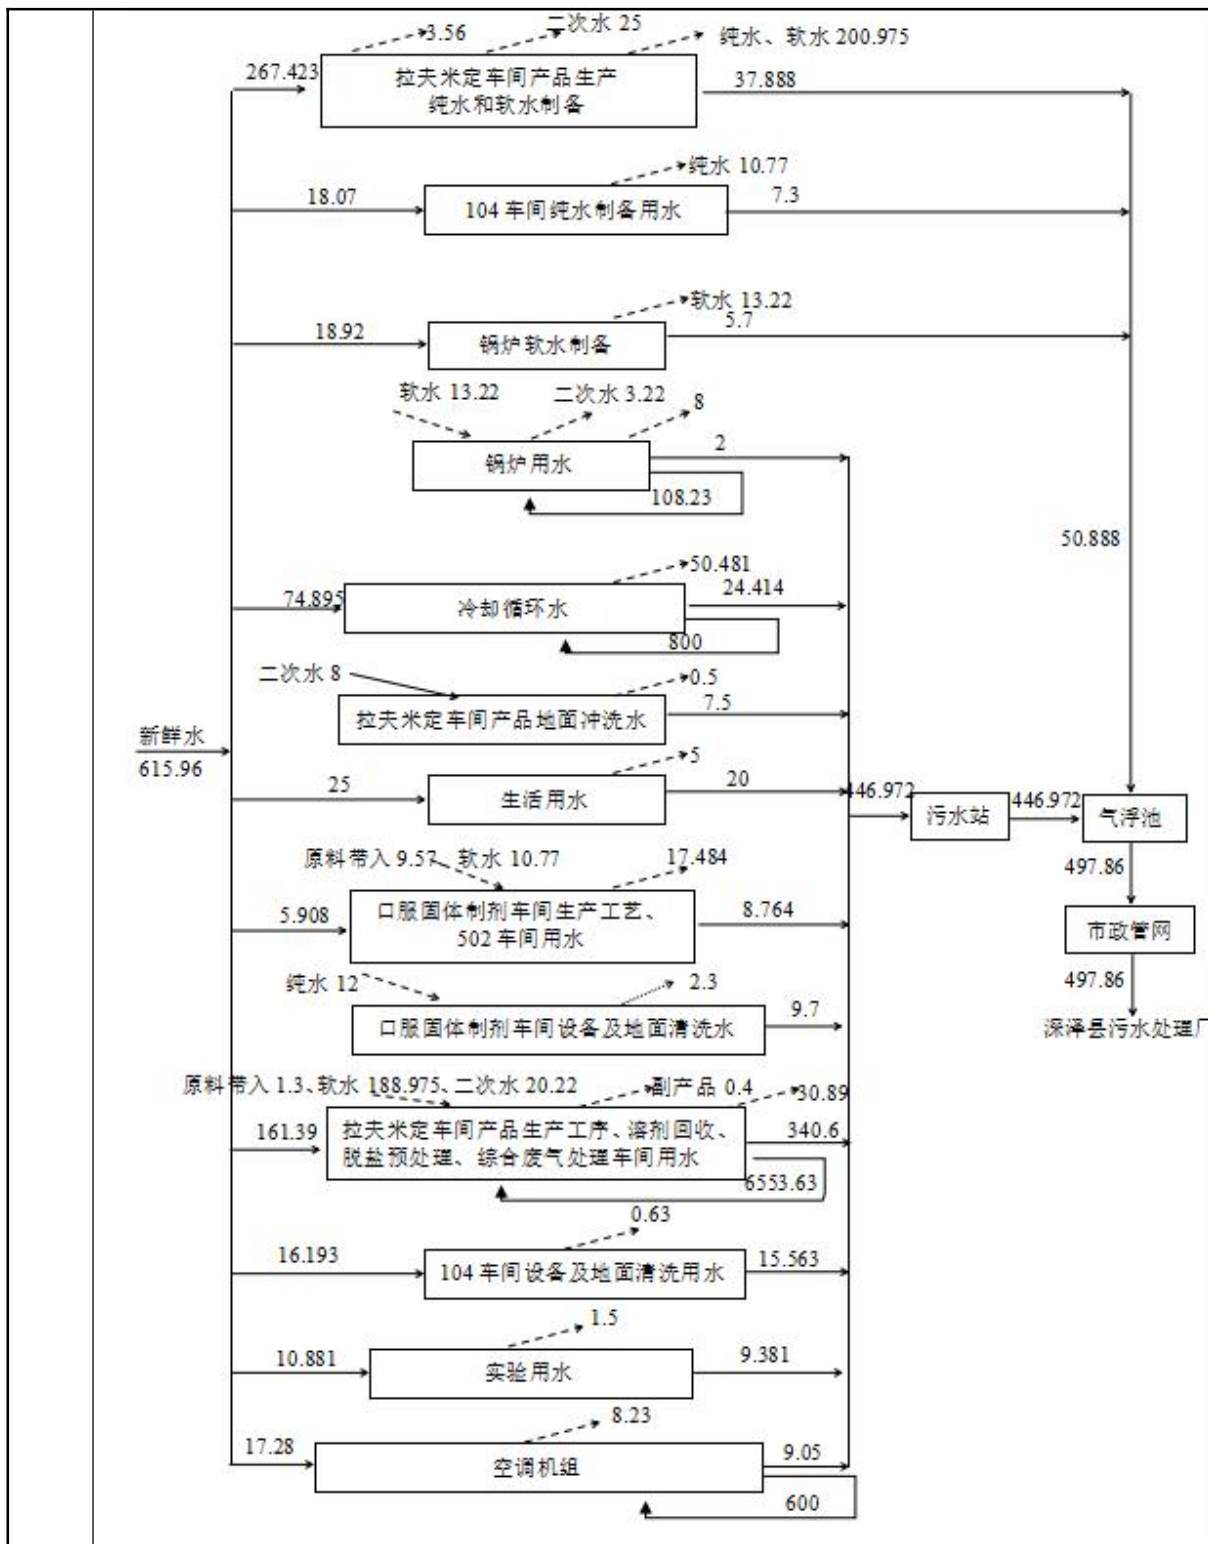 3.56
二次水 25
纯水、软水 200.975
267.423
拉夫米定车间产品生产
纯水和软水制备
37.888
纯水 10.77
18.07
104 车间纯水制备用水
7.3
软水 13.22
18.92
锅炉软水制备
5.7
软水 13.22
二次水 3.22
8
锅炉用水
2
108.23
50.888
50.481
74.895
冷却循环水
24.414
800
二次水 8
0.5
拉夫米定车间产品地面冲洗水
7.5
新鲜水
615.96
5
25
生活用水
20
446.972
污水站
446.972
气浮池
原料带入 9.57、软水 10.77
17.484
497.86
5.908
口服固体制剂车间生产工艺、
502 车间用水
8.764
市政管网
纯水 12
2.3
497.86
口服固体制剂车间设备及地面清洗水
9.7
深泽县污水处理厂
原料带入 1.3、软水 188.975、二次水 20.22
副产品 0.4
30.89
161.39
拉夫米定车间产品生产工序、溶剂回收、
脱盐预处理、综合废气处理车间用水
340.6
6553.63
0.63
16.193
104 车间设备及地面清洗用水
15.563
1.5
10.881
实验用水
9.381
8.23
17.28
空调机组
9.05
600